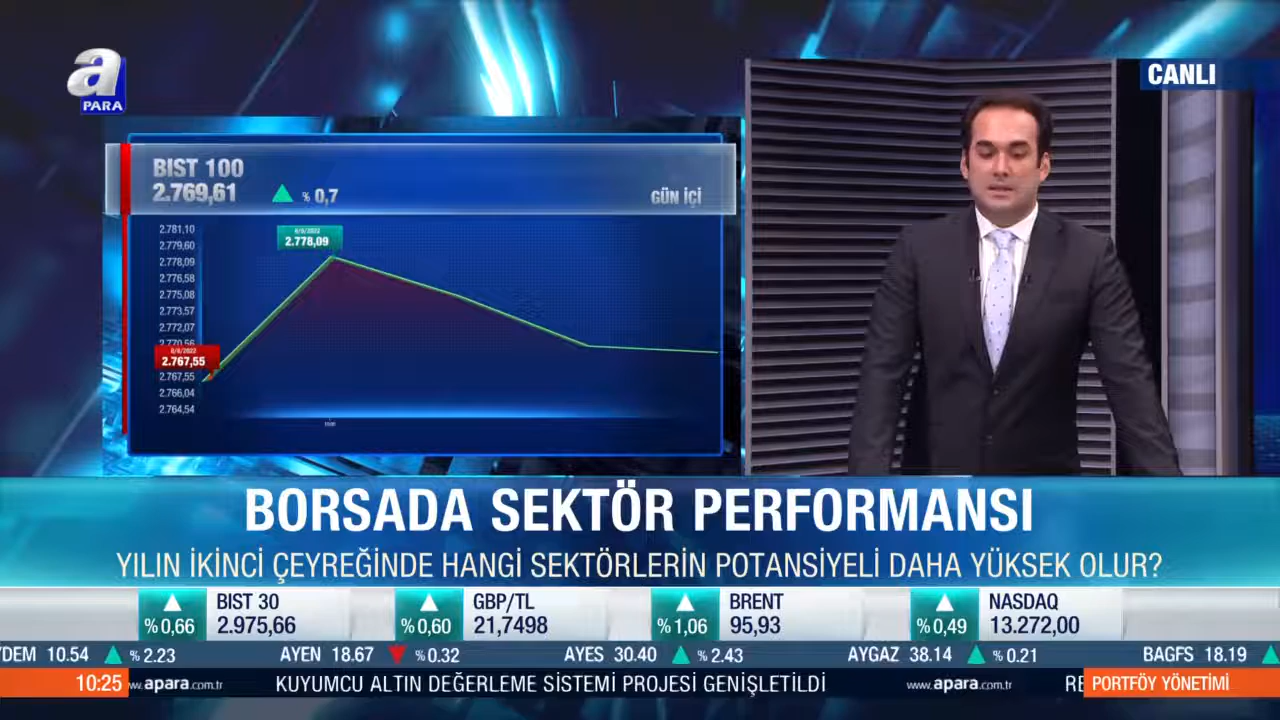 a
PARA
CANLI
BIST 100
2.769,61 % 0,7 GÜN İÇİ
2.781,10
2.779,60
2.778,09
2.776,58
2.775,08
2.773,57
2.772,07
2.770,56
2.767,55
2.766,04
2.764,54
2.778,09
2.767,55
BORSADA SEKTÖR PERFORMANSI
YILIN İKİNCİ ÇEYREĞİNDE HANGİ SEKTÖRLERİN POTANSİYELİ DAHA YÜKSEK OLUR?
% 0,66 BIST 30 2.975,66
% 0,60 GBP/TL 21,7498
% 1,06 BRENT 95,93
% 0,49 NASDAQ 13.272,00
YDEM 10.54 % 2.23 AYEN 18.67 % 0.32 AYES 30.40 % 2.43 AYGAZ 38.14 % 0.21 BAGFS 18.19
10:25 www.apara.com.tr KUYUMCU ALTIN DEĞERLEME SİSTEMİ PROJESİ GENİŞLETİLDİ www.apara.com.tr RE PORTFÖY YÖNETİMİ